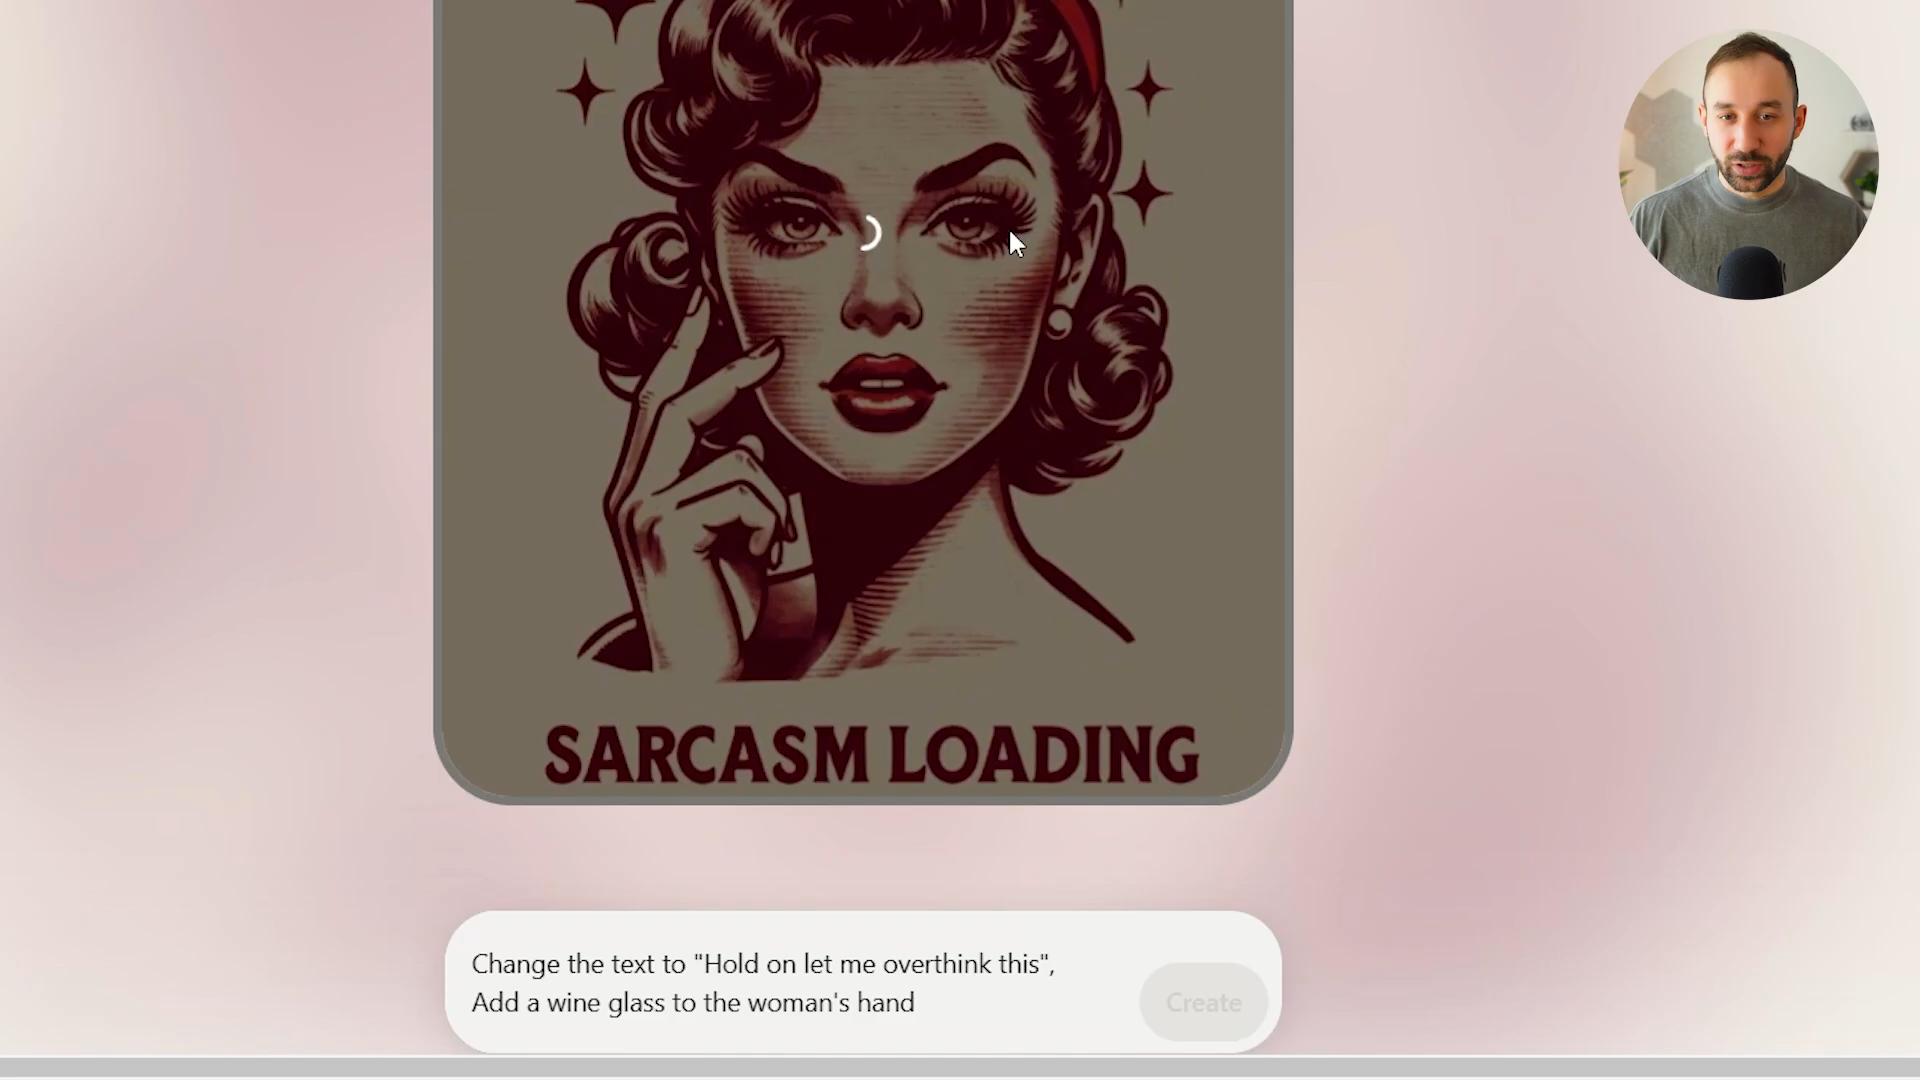 SARCASM LOADING
Change the text to "Hold on let me overthink this",
Add a wine glass to the woman's hand
Create